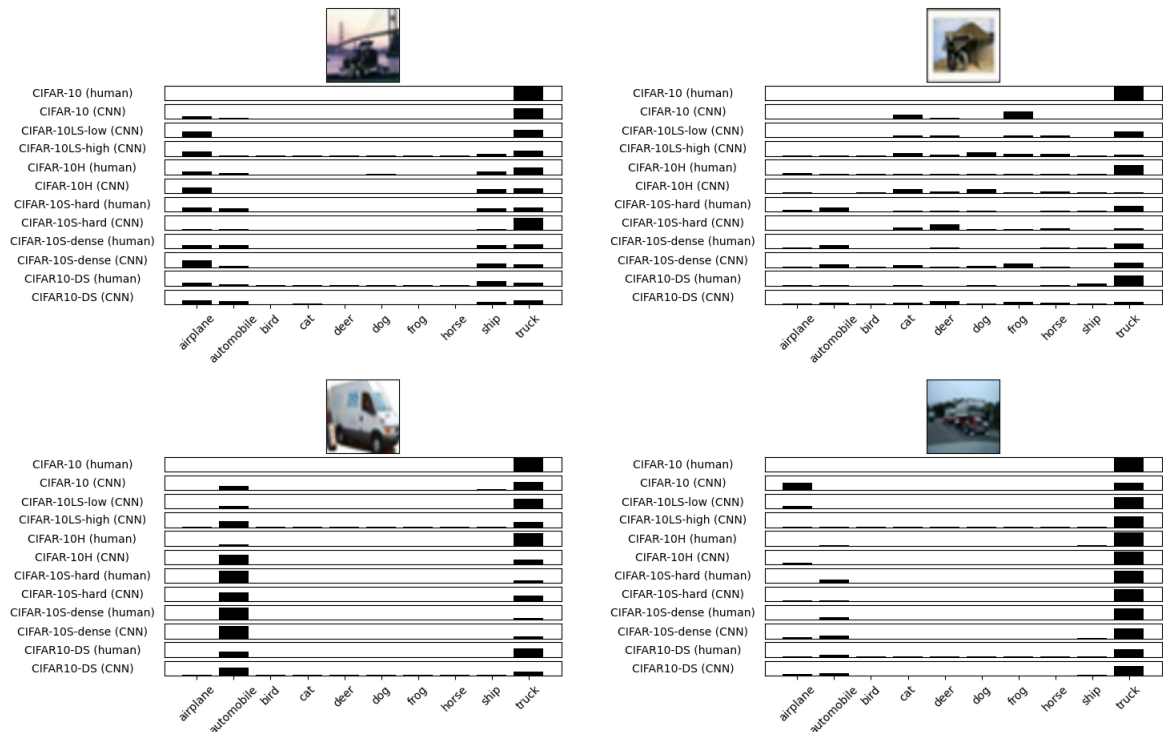 CIFAR-10 (human)
CIFAR-10 (CNN)
CIFAR-10LS-low (CNN)
CIFAR-10LS-high (CNN)
CIFAR-10H (human)
CIFAR-10H (CNN)
CIFAR-10S-hard (human)
CIFAR-10S-hard (CNN)
CIFAR-10S-dense (human)
CIFAR-10S-dense (CNN)
CIFAR10-DS (human)
CIFAR10-DS (CNN)
airplane
automobile
bird
cat
deer
dog
frog
horse
ship
truck
CIFAR-10 (human)
CIFAR-10 (CNN)
CIFAR-10LS-low (CNN)
CIFAR-10LS-high (CNN)
CIFAR-10H (human)
CIFAR-10H (CNN)
CIFAR-10S-hard (human)
CIFAR-10S-hard (CNN)
CIFAR-10S-dense (human)
CIFAR-10S-dense (CNN)
CIFAR10-DS (human)
CIFAR10-DS (CNN)
airplane
automobile
bird
cat
deer
dog
frog
horse
ship
truck
CIFAR-10 (human)
CIFAR-10 (CNN)
CIFAR-10LS-low (CNN)
CIFAR-10LS-high (CNN)
CIFAR-10H (human)
CIFAR-10H (CNN)
CIFAR-10S-hard (human)
CIFAR-10S-hard (CNN)
CIFAR-10S-dense (human)
CIFAR-10S-dense (CNN)
CIFAR10-DS (human)
CIFAR10-DS (CNN)
airplane
automobile
bird
cat
deer
dog
frog
horse
ship
truck
CIFAR-10 (human)
CIFAR-10 (CNN)
CIFAR-10LS-low (CNN)
CIFAR-10LS-high (CNN)
CIFAR-10H (human)
CIFAR-10H (CNN)
CIFAR-10S-hard (human)
CIFAR-10S-hard (CNN)
CIFAR-10S-dense (human)
CIFAR-10S-dense (CNN)
CIFAR10-DS (human)
CIFAR10-DS (CNN)
airplane
automobile
bird
cat
deer
dog
frog
horse
ship
truck